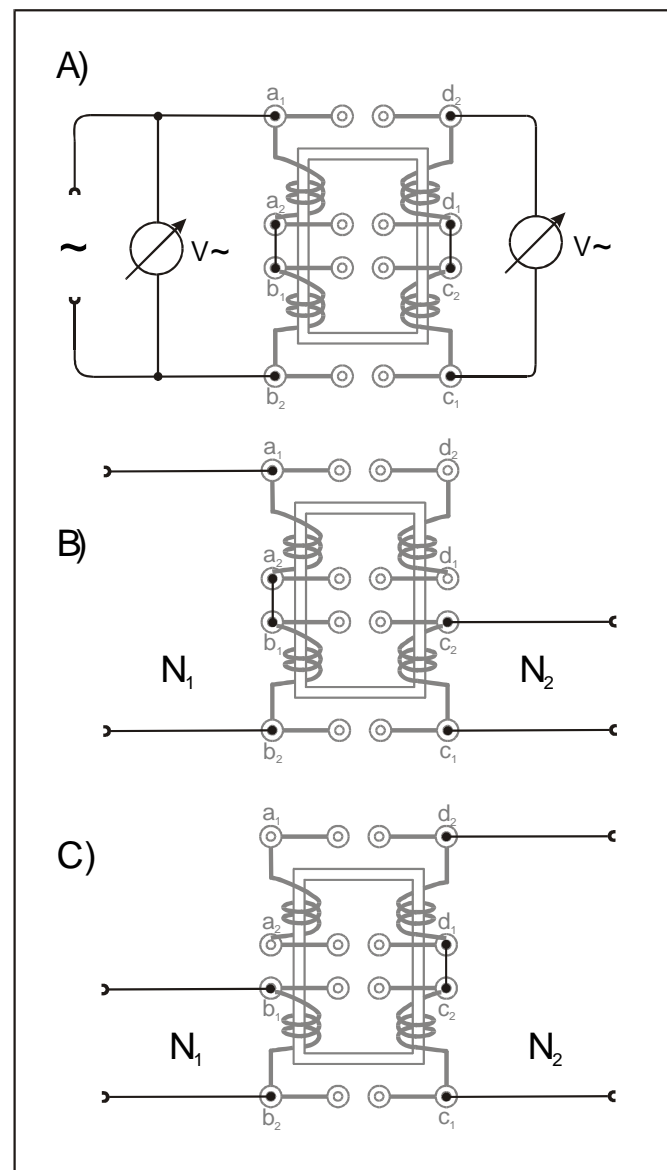 A)
a₁ d₂
a₂ d₁
~ V~ V~
b₁ c₂
b₂ c₁
a₁ d₂
B)
a₂ d₁
b₁ c₂
N₁ N₂
b₂ c₁
a₁ d₂
C)
a₂ d₁
b₁ c₂
N₁ N₂
b₂ c₁